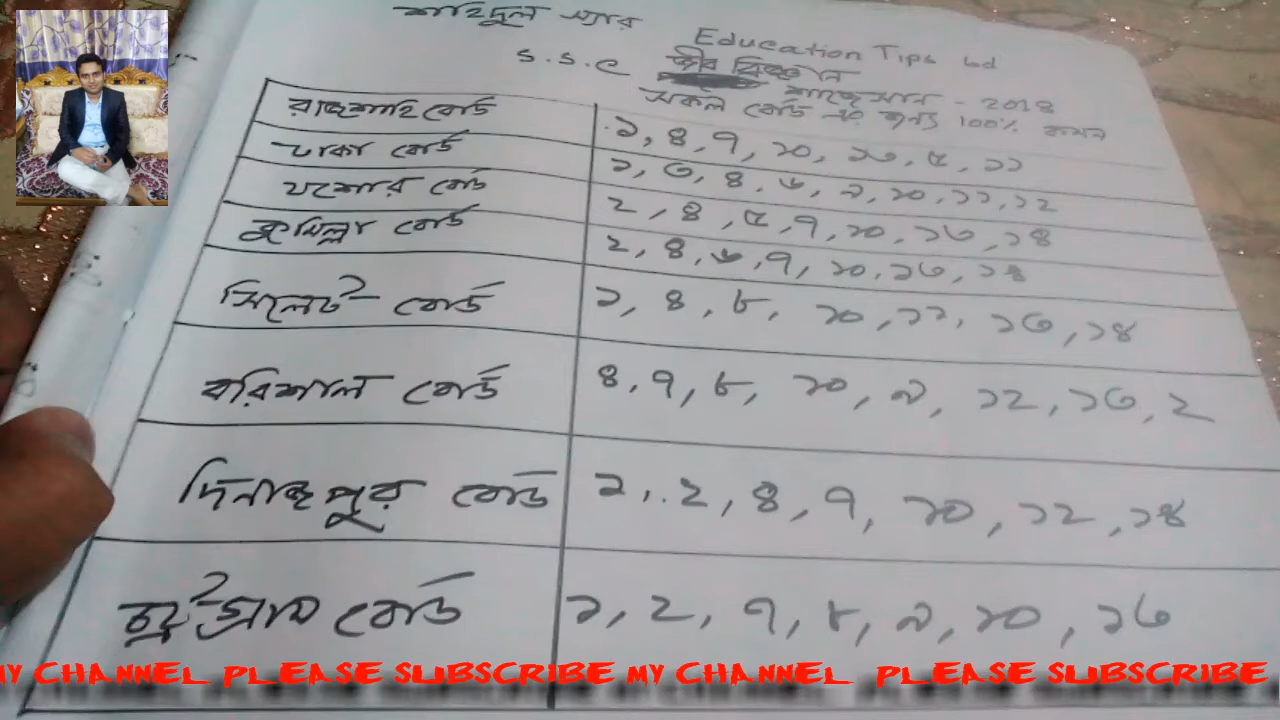 শাহিদুল স্যার
Education Tips bd
S.S.C জীব বিজ্ঞান
সাজেসান - 2018
সকল বোর্ড এর জন্য 100% কমন
রাজশাহি বোর্ড ১, ৪, ৭, ১০, ১৩, ৫, ১১
ঢাকা বোর্ড ১, ৩, ৪, ৬, ৯, ১০, ১১, ১২
যশোর বোর্ড ২, ৪, ৫, ৭, ১০, ১৩, ১৪
কুমিল্লা বোর্ড ২, ৪, ৬, ৭, ১০, ১৩, ১৪
সিলেট বোর্ড ১, ৪, ৮, ১০, ১১, ১৩, ১৪
বরিশাল বোর্ড ৪, ৭, ৮, ১০, ৯, ১২, ১৩, ২
দিনাজপুর বোর্ড ১, ২, ৪, ৭, ১০, ১২, ১৪
চট্টগ্রাম বোর্ড ১, ২, ৭, ৮, ৯, ১০, ১৩
MY CHANNEL PLEASE SUBSCRIBE MY CHANNEL PLEASE SUBSCRIBE